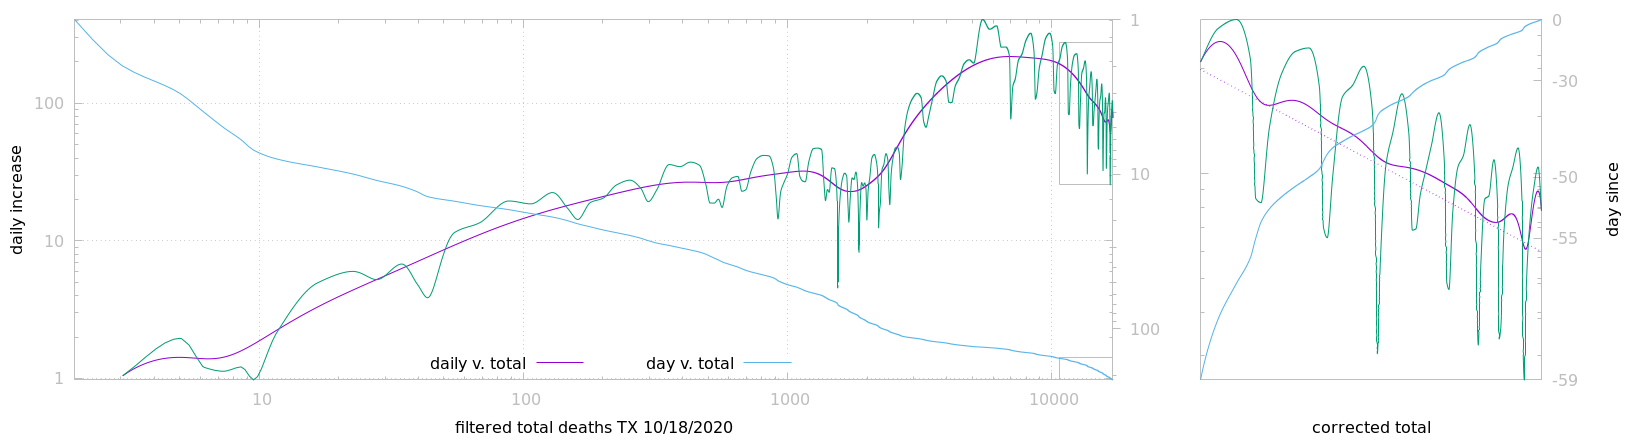 1
0
100
-30
daily increase
10
-50
day since
10
-55
100
daily v. total
day v. total
1
-59
10
100
1000
10000
filtered total deaths TX 10/18/2020
corrected total